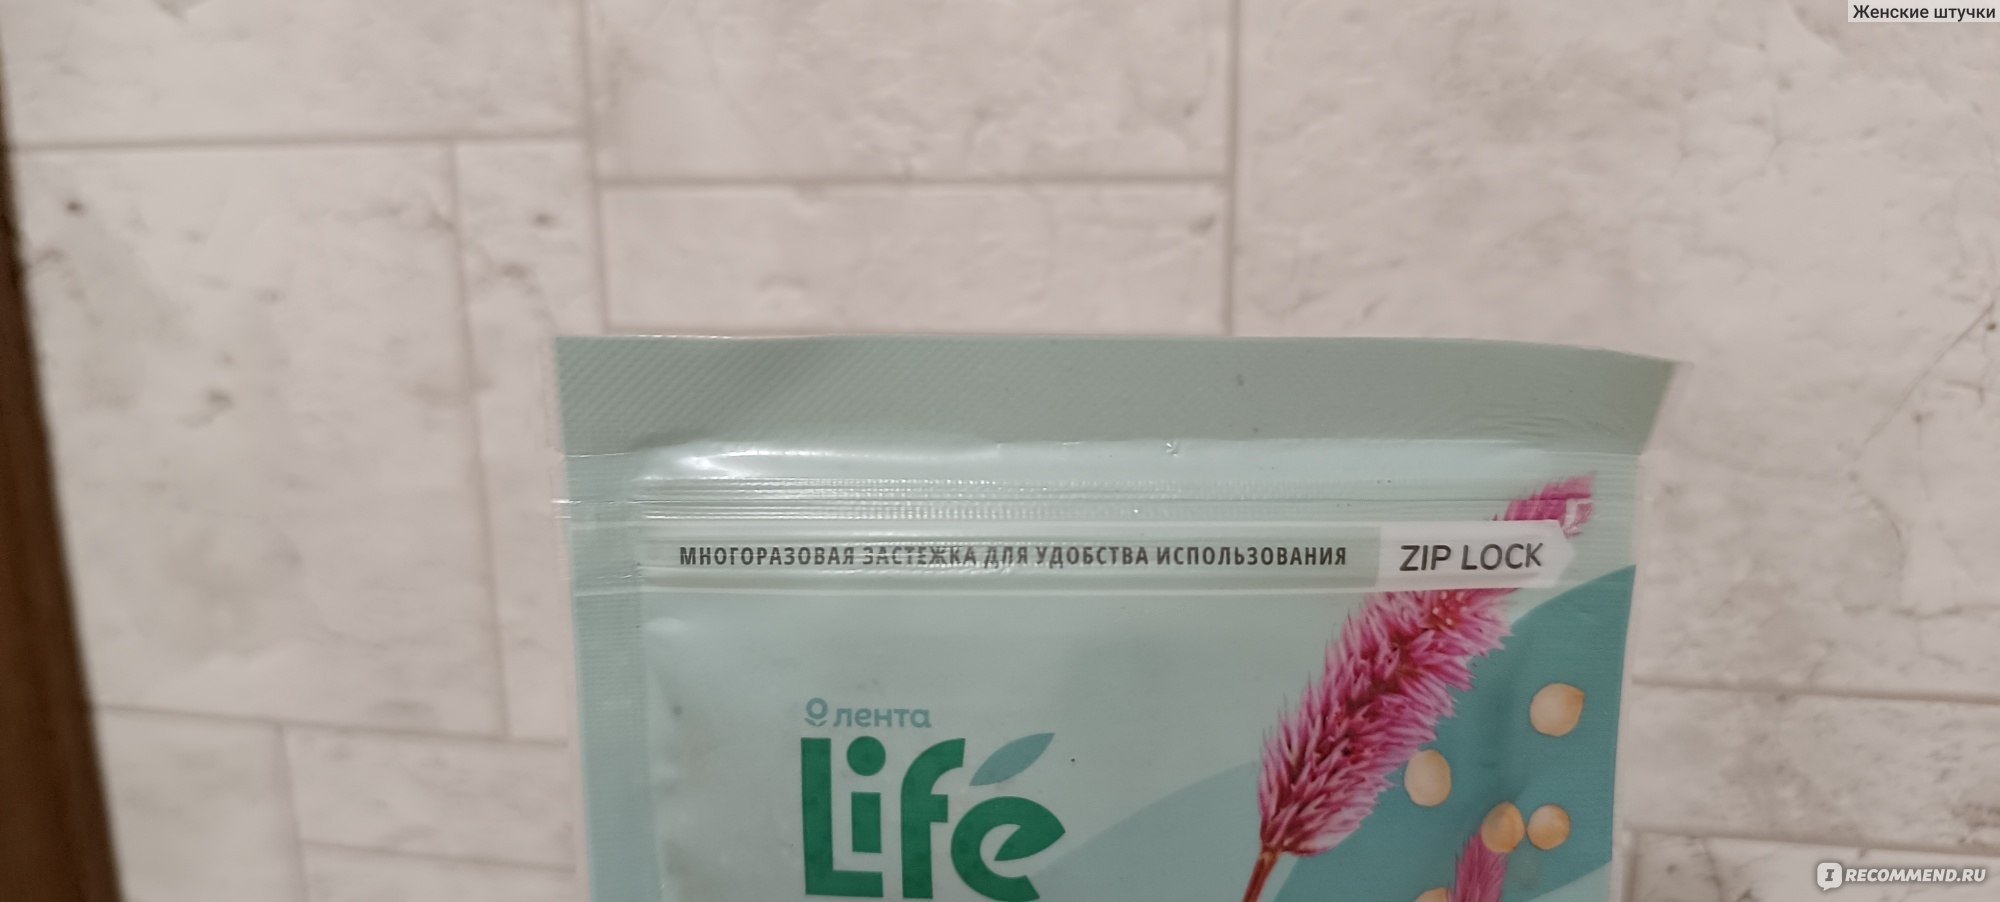 Женские штучки
МНОГОРАЗОВАЯ ЗАСТЕЖКА ДЛЯ УДОБСТВА ИСПОЛЬЗОВАНИЯ ZIP LOCK
лента
Life
IRECOMMEND.RU